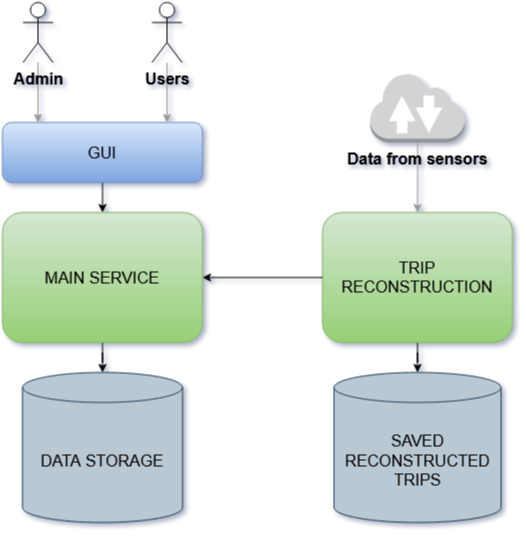 Admin
Users
GUI
Data from sensors
MAIN SERVICE
TRIP
RECONSTRUCTION
DATA STORAGE
SAVED
RECONSTRUCTED
TRIPS